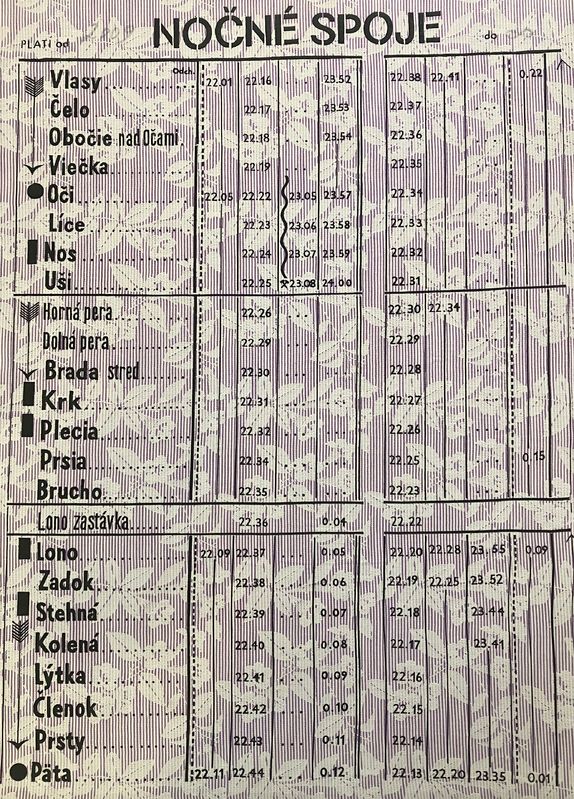 NOČNÉ SPOJE
PLATÍ od do
Odch.
Vlasy 22.01 22.16 23.52 22.38 22.41 0.22
Čelo 22.17 23.53 22.37
Obočie nad Očami 22.18 23.54 22.36
Viečka 22.19 22.35
Oči 22.05 22.22 23.05 23.57 22.34
Líce 22.23 23.06 23.58 22.33
Nos 22.24 23.07 23.59 22.32
Uši 22.25 23.08 24.00 22.31
Horná pera 22.26 22.30 22.34
Dolná pera 22.29 22.29
Brada stred 22.30 22.28
Krk 22.31 22.27
Plecia 22.32 22.26
Prsia 22.34 22.25 0.15
Brucho 22.35 22.23
Lono zastávka 22.36 0.04 22.22
Lono 22.09 22.37 0.05 22.20 22.28 23.55 0.09
Zadok 22.38 0.06 22.19 22.25 23.52
Stehná 22.39 0.07 22.18 23.44
Kolená 22.40 0.08 22.17 23.41
Lýtka 22.41 0.09 22.16
Členok 22.42 0.10 22.15
Prsty 22.43 0.11 22.14
Päta 22.11 22.44 0.12 22.13 22.20 23.35 0.01